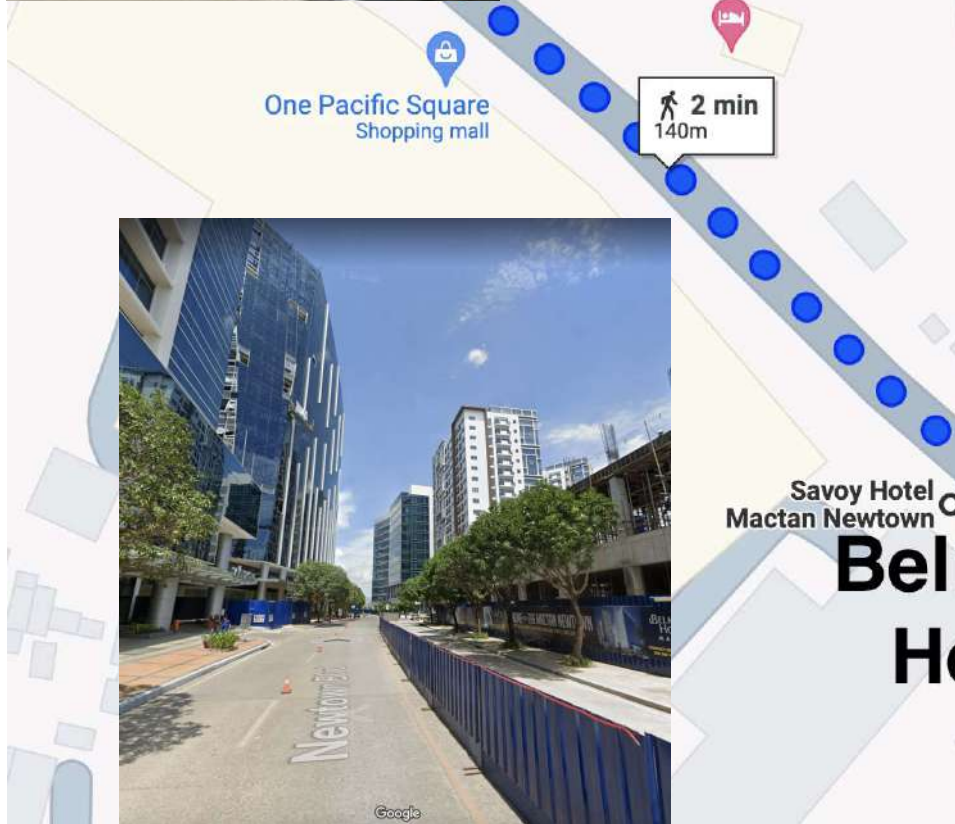 One Pacific Square
Shopping mall
2 min
140m
Savoy Hotel
Mactan Newtown
Bel
Ho
Newtown Blvd
Google